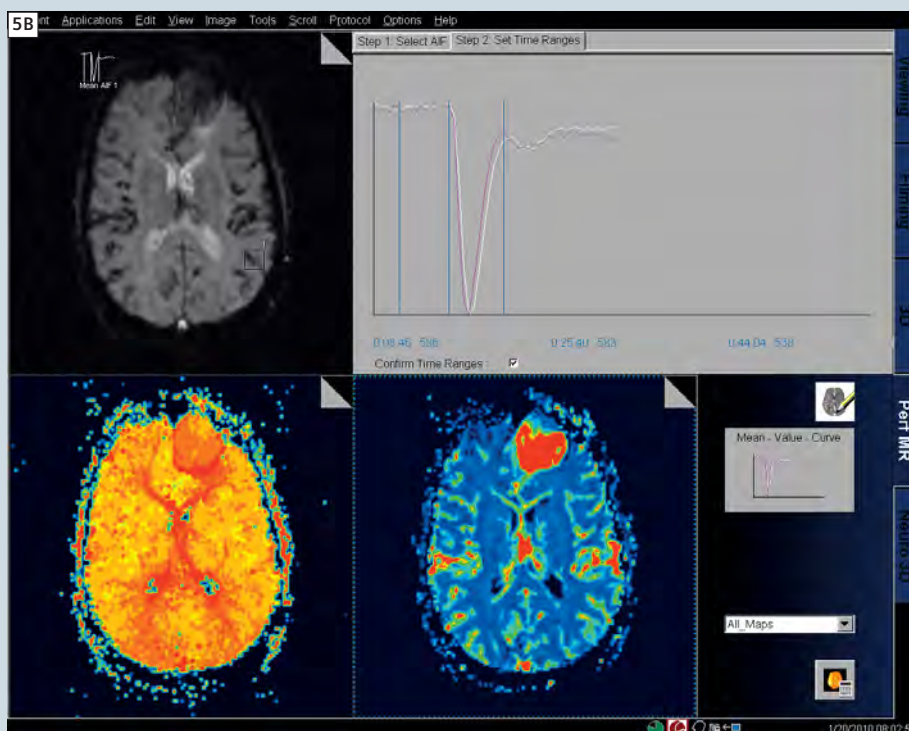 5B
ent Applications Edit View Image Tools Scroll Protocol Options Help
Mean AIF 1
Step 1: Select AIF Step 2: Set Time Ranges
Confirm Time Ranges :
Viewing
Filming
3D
Perf MR
Neuro 3D
Mean - Value - Curve
All_Maps